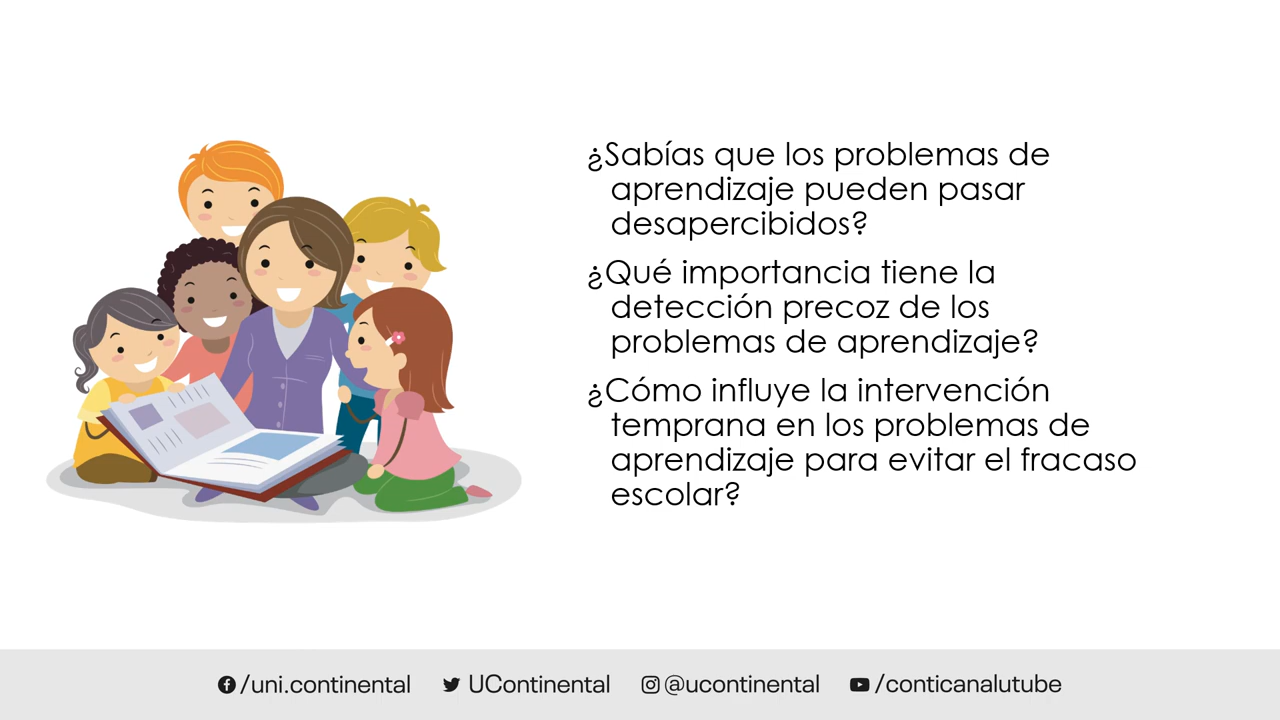 ¿Sabías que los problemas de
aprendizaje pueden pasar
desapercibidos?
¿Qué importancia tiene la
detección precoz de los
problemas de aprendizaje?
¿Cómo influye la intervención
temprana en los problemas de
aprendizaje para evitar el fracaso
escolar?
/uni.continental UContinental @ucontinental /conticanalutube